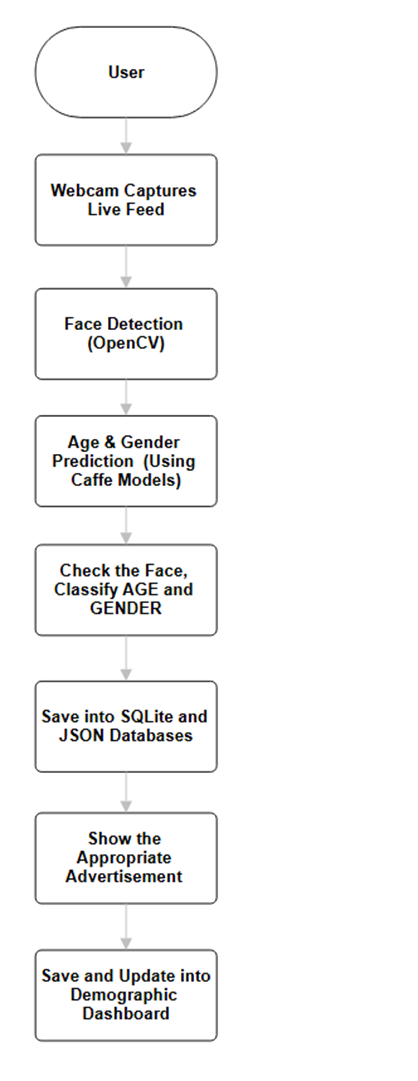 User
Webcam Captures
Live Feed
Face Detection
(OpenCV)
Age & Gender
Prediction (Using
Caffe Models)
Check the Face,
Classify AGE and
GENDER
Save into SQLite and
JSON Databases
Show the
Appropriate
Advertisement
Save and Update into
Demographic
Dashboard